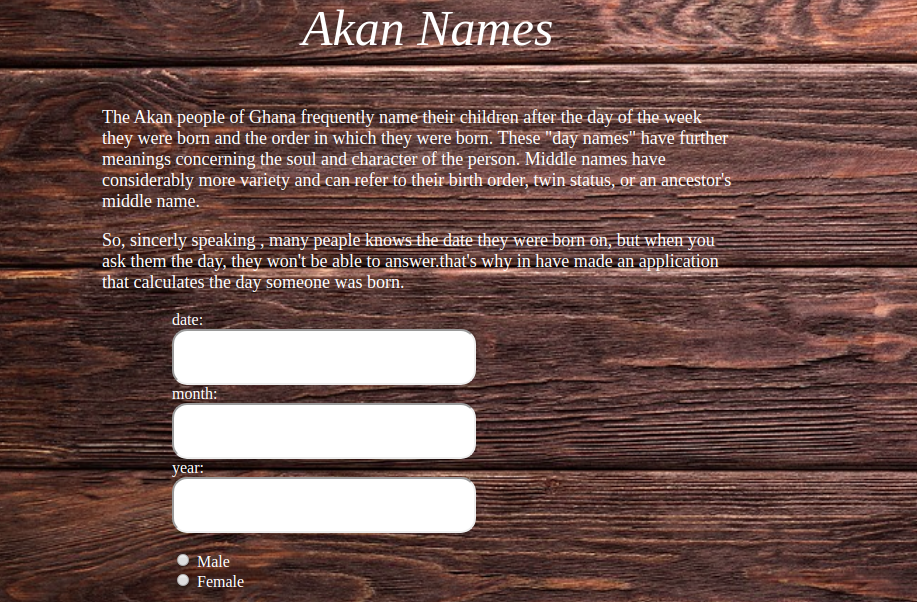 Akan Names
The Akan people of Ghana frequently name their children after the day of the week
they were born and the order in which they were born. These "day names" have further
meanings concerning the soul and character of the person. Middle names have
considerably more variety and can refer to their birth order, twin status, or an ancestor's
middle name.
So, sincerly speaking , many peaple knows the date they were born on, but when you
ask them the day, they won't be able to answer.that's why in have made an application
that calculates the day someone was born.
date:
month:
year:
Male
Female